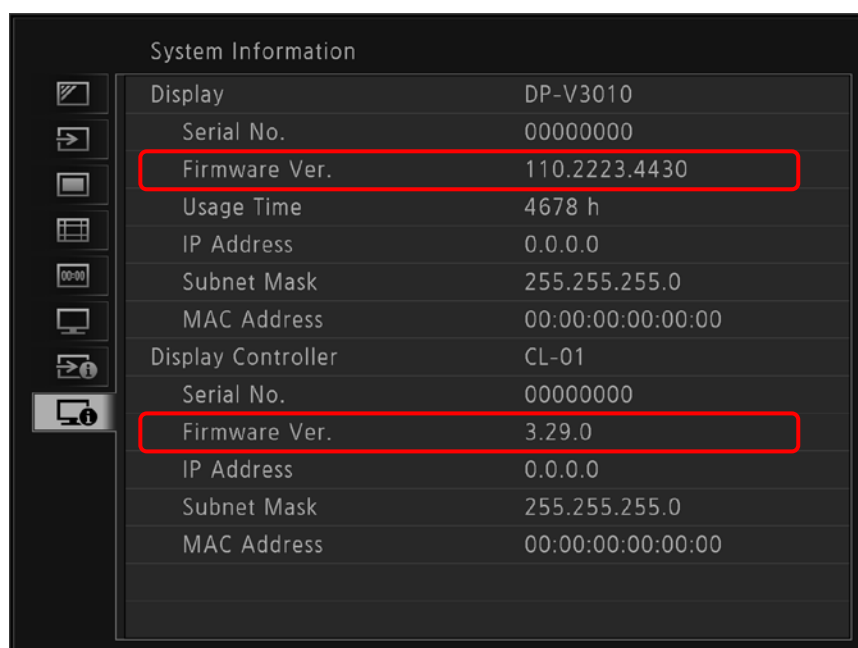 System Information
Display DP-V3010
Serial No. 00000000
Firmware Ver. 110.2223.4430
Usage Time 4678 h
IP Address 0.0.0.0
00:00
Subnet Mask 255.255.255.0
MAC Address 00:00:00:00:00:00
Display Controller CL-01
Serial No. 00000000
Firmware Ver. 3.29.0
IP Address 0.0.0.0
Subnet Mask 255.255.255.0
MAC Address 00:00:00:00:00:00